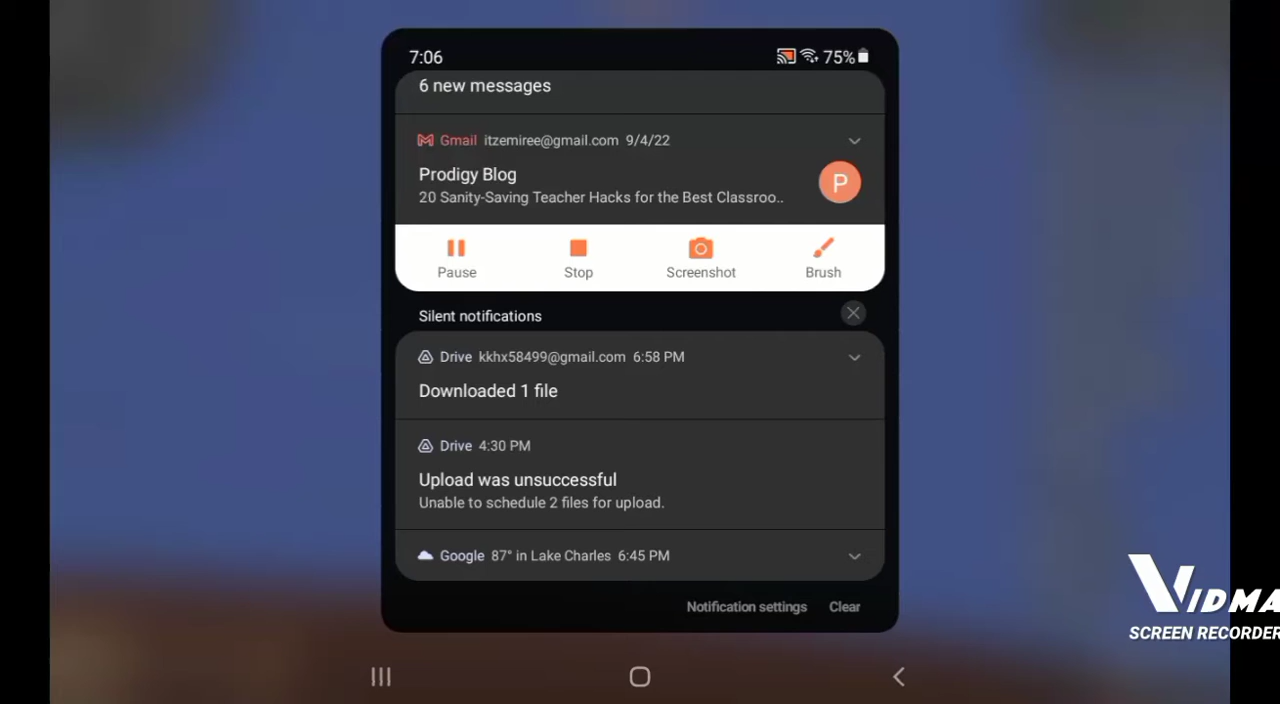 7:06 75%
6 new messages
Gmail itzemiree@gmail.com 9/4/22
Prodigy Blog
20 Sanity-Saving Teacher Hacks for the Best Classroo..
P
Pause Stop Screenshot Brush
Silent notifications
Drive kkhx58499@gmail.com 6:58 PM
Downloaded 1 file
Drive 4:30 PM
Upload was unsuccessful
Unable to schedule 2 files for upload.
Google 87° in Lake Charles 6:45 PM
Notification settings Clear
VIDMA
SCREEN RECORDER